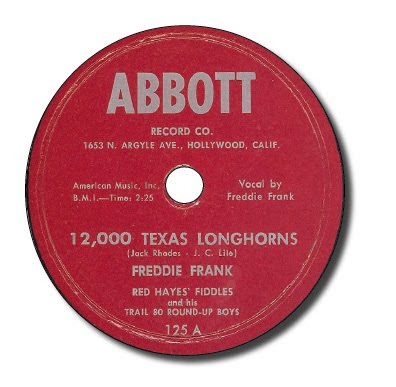 ABBOTT
RECORD CO.
1653 N. ARGYLE AVE., HOLLYWOOD, CALIF.
American Music, Inc.
B.M.I.—Time: 2:25
Vocal by
Freddie Frank
12,000 TEXAS LONGHORNS
(Jack Rhodes - J. C. Lile)
FREDDIE FRANK
RED HAYES' FIDDLES
and his
TRAIL 80 ROUND-UP BOYS
125 A